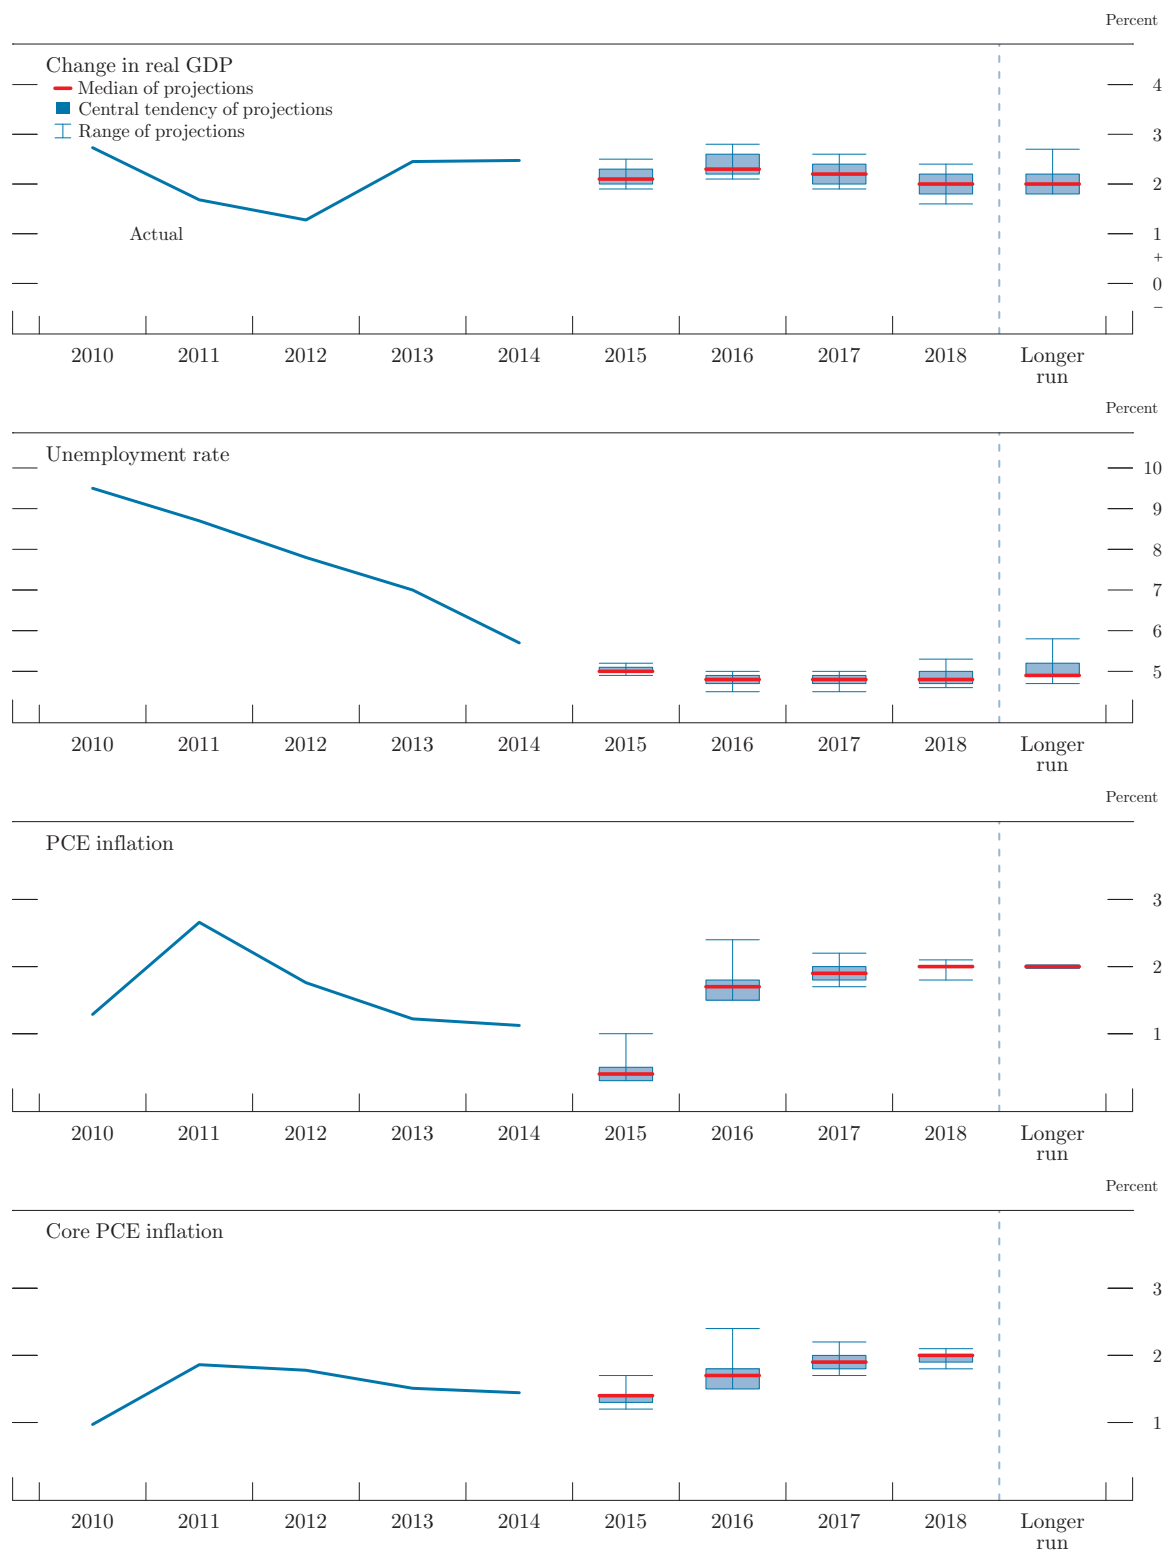 Percent
Change in real GDP
Median of projections
Central tendency of projections
Range of projections
Actual
4
3
2
1
+
0
−
2010 2011 2012 2013 2014 2015 2016 2017 2018 Longer
run
Percent
Unemployment rate
10
9
8
7
6
5
2010 2011 2012 2013 2014 2015 2016 2017 2018 Longer
run
Percent
PCE inflation
3
2
1
2010 2011 2012 2013 2014 2015 2016 2017 2018 Longer
run
Percent
Core PCE inflation
3
2
1
2010 2011 2012 2013 2014 2015 2016 2017 2018 Longer
run